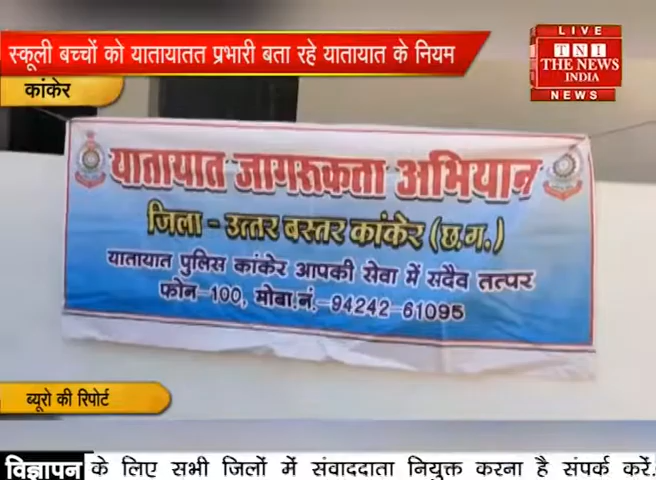 स्कूली बच्चों को यातायातत प्रभारी बता रहे यातायात के नियम
कांकेर
LIVE
TNI
THE NEWS
INDIA
NEWS
यातायात जागरूकता अभियान
जिला - उत्तर बस्तर कांकेर (छ.ग.)
यातायात पुलिस कांकेर आपकी सेवा में सदैव तत्पर
फोन - 100, मोबा.नं. - 94242 - 61095
ब्यूरो की रिपोर्ट
विज्ञापन के लिए सभी जिलों में संवाददाता नियुक्त करना है संपर्क करें.